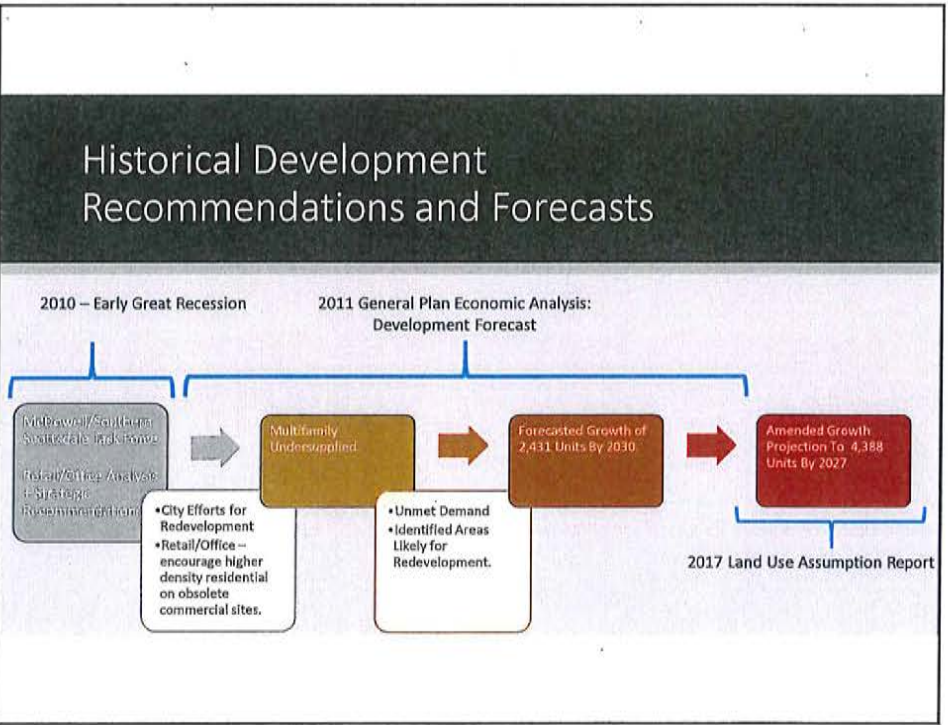 Historical Development
Recommendations and Forecasts
2010 – Early Great Recession
2011 General Plan Economic Analysis:
Development Forecast
McDowell/Southern
Scottsdale Task Force
Retail/Office Analysis
+ Strategic
Recommendations
•City Efforts for
Redevelopment
•Retail/Office –
encourage higher
density residential
on obsolete
commercial sites.
Multifamily
Undersupplied
•Unmet Demand
•Identified Areas
Likely for
Redevelopment.
Forecasted Growth of
2,431 Units By 2030
Amended Growth
Projection To 4,388
Units By 2027
2017 Land Use Assumption Report